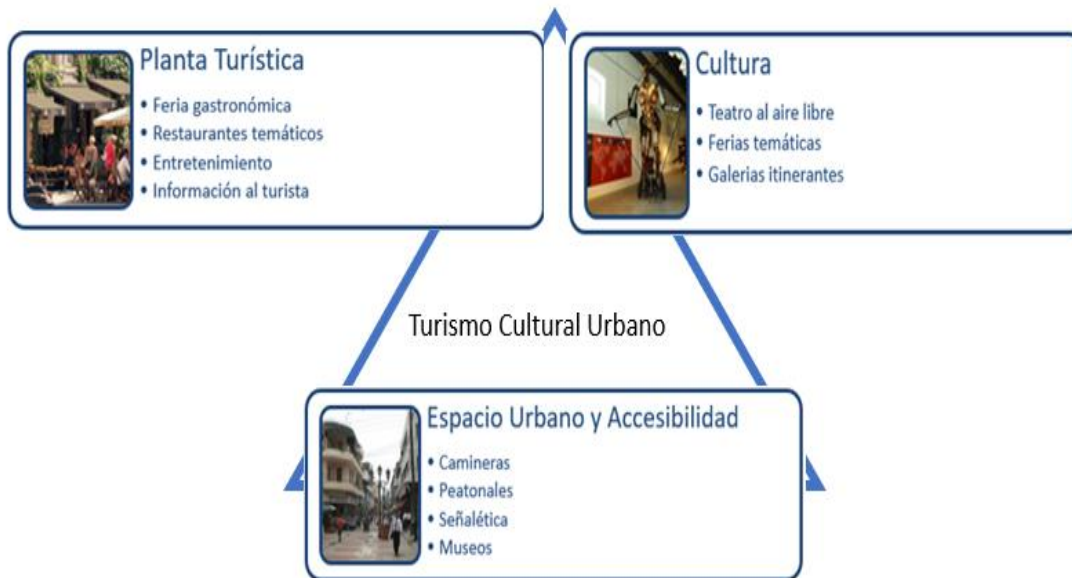 Planta Turística
• Feria gastronómica
• Restaurantes temáticos
• Entretenimiento
• Información al turista
Cultura
• Teatro al aire libre
• Ferias temáticas
• Galerias itinerantes
Turismo Cultural Urbano
Espacio Urbano y Accesibilidad
• Camineras
• Peatonales
• Señalética
• Museos